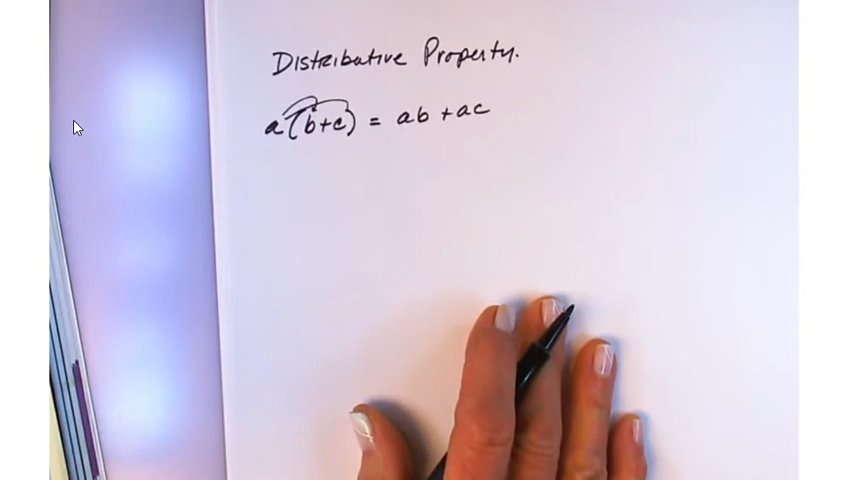 Distributive Property.
a(b+c) = ab + ac